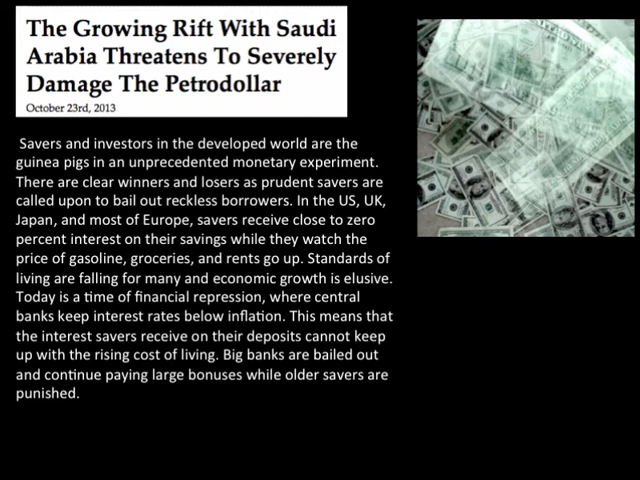 The Growing Rift With Saudi
Arabia Threatens To Severely
Damage The Petrodollar
October 23rd, 2013
Savers and investors in the developed world are the
guinea pigs in an unprecedented monetary experiment.
There are clear winners and losers as prudent savers are
called upon to bail out reckless borrowers. In the US, UK,
Japan, and most of Europe, savers receive close to zero
percent interest on their savings while they watch the
price of gasoline, groceries, and rents go up. Standards of
living are falling for many and economic growth is elusive.
Today is a time of financial repression, where central
banks keep interest rates below inflation. This means that
the interest savers receive on their deposits cannot keep
up with the rising cost of living. Big banks are bailed out
and continue paying large bonuses while older savers are
punished.